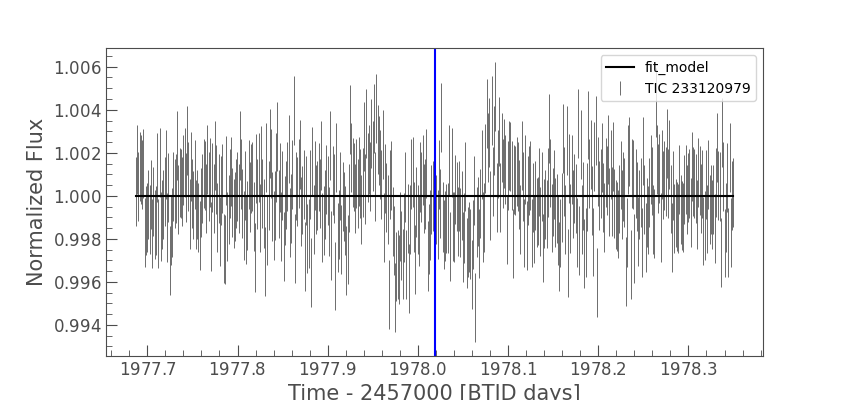 1.006
1.004
1.002
1.000
0.998
0.996
0.994
Normalized Flux
fit_model
TIC 233120979
1977.7 1977.8 1977.9 1978.0 1978.1 1978.2 1978.3
Time - 2457000 [BTJD days]